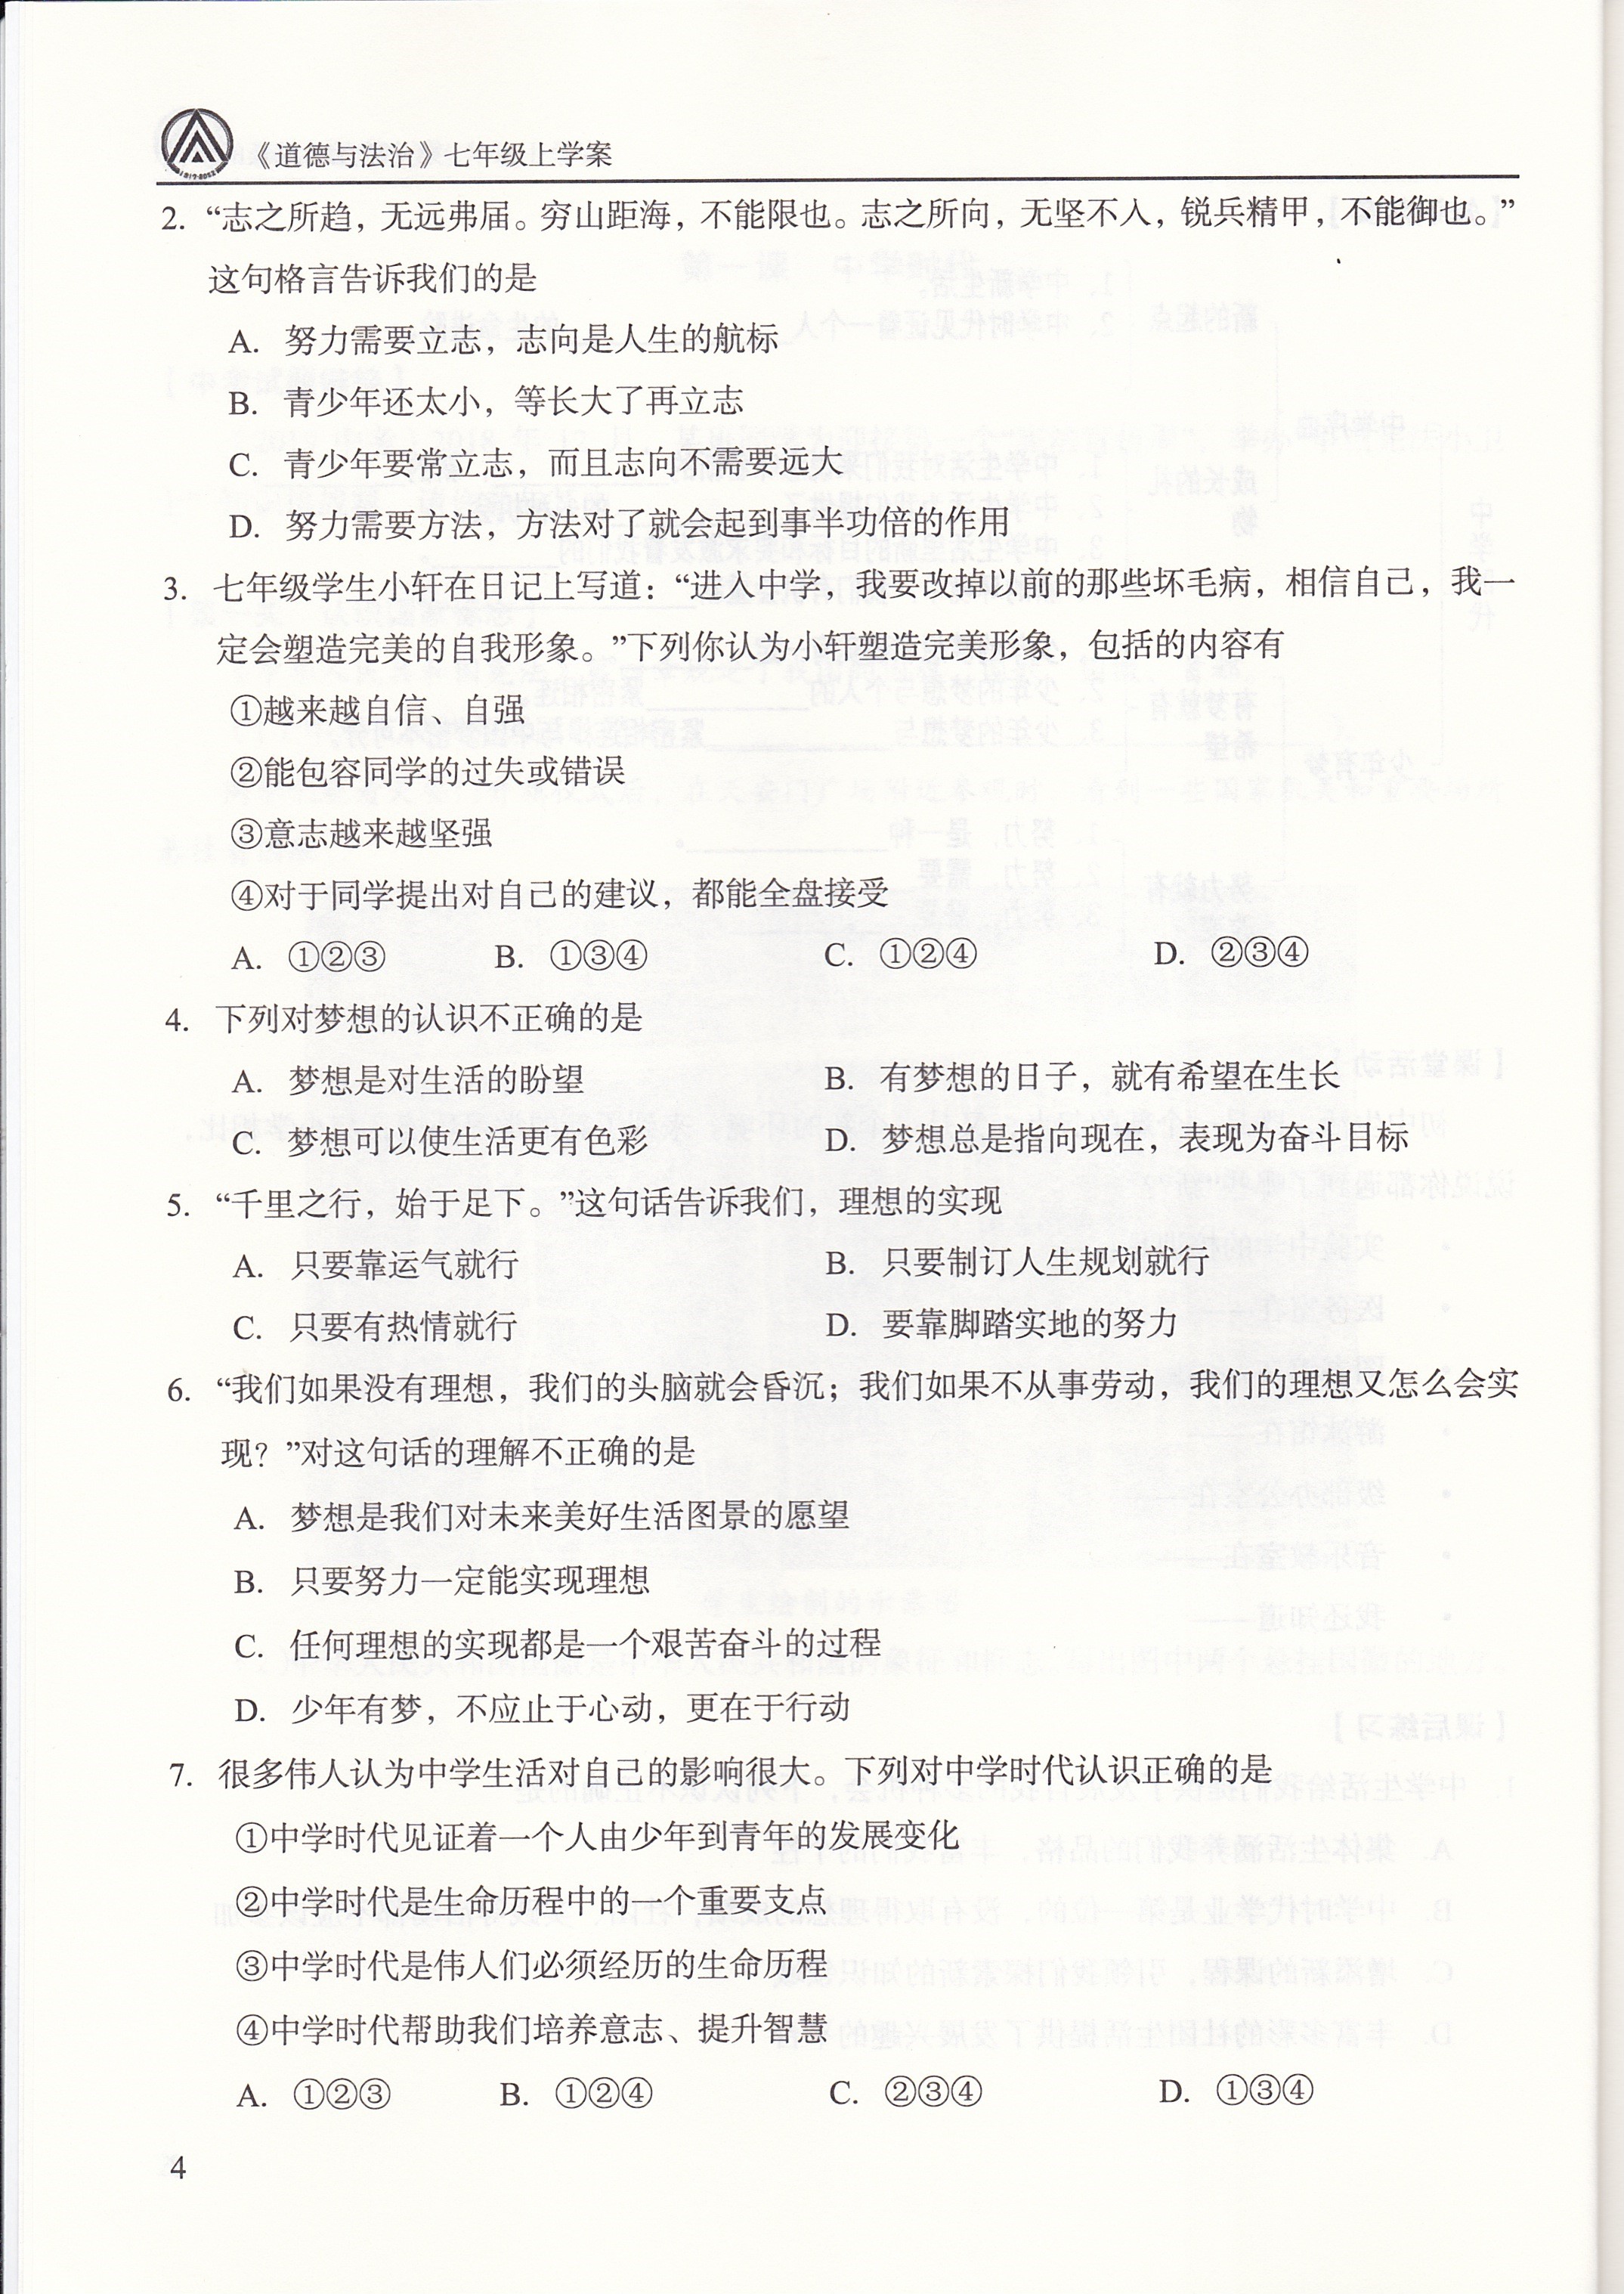 《道德与法治》七年级上学案
2. “志之所趋，无远弗届。穷山距海，不能限也。志之所向，无坚不入，锐兵精甲，不能御也。”
这句格言告诉我们的是
A. 努力需要立志，志向是人生的航标
B. 青少年还太小，等长大了再立志
C. 青少年要常立志，而且志向不需要远大
D. 努力需要方法，方法对了就会起到事半功倍的作用
3. 七年级学生小轩在日记上写道：“进入中学，我要改掉以前的那些坏毛病，相信自己，我一
定会塑造完美的自我形象。”下列你认为小轩塑造完美形象，包括的内容有
①越来越自信、自强
②能包容同学的过失或错误
③意志越来越坚强
④对于同学提出对自己的建议，都能全盘接受
A. ①②③ B. ①③④ C. ①②④ D. ②③④
4. 下列对梦想的认识不正确的是
A. 梦想是对生活的盼望 B. 有梦想的日子，就有希望在生长
C. 梦想可以使生活更有色彩 D. 梦想总是指向现在，表现为奋斗目标
5. “千里之行，始于足下。”这句话告诉我们，理想的实现
A. 只要靠运气就行 B. 只要制订人生规划就行
C. 只要有热情就行 D. 要靠脚踏实地的努力
6. “我们如果没有理想，我们的头脑就会昏沉；我们如果不从事劳动，我们的理想又怎么会实
现？”对这句话的理解不正确的是
A. 梦想是我们对未来美好生活图景的愿望
B. 只要努力一定能实现理想
C. 任何理想的实现都是一个艰苦奋斗的过程
D. 少年有梦，不应止于心动，更在于行动
7. 很多伟人认为中学生活对自己的影响很大。下列对中学时代认识正确的是
①中学时代见证着一个人由少年到青年的发展变化
②中学时代是生命历程中的一个重要支点
③中学时代是伟人们必须经历的生命历程
④中学时代帮助我们培养意志、提升智慧
A. ①②③ B. ①②④ C. ②③④ D. ①③④
4